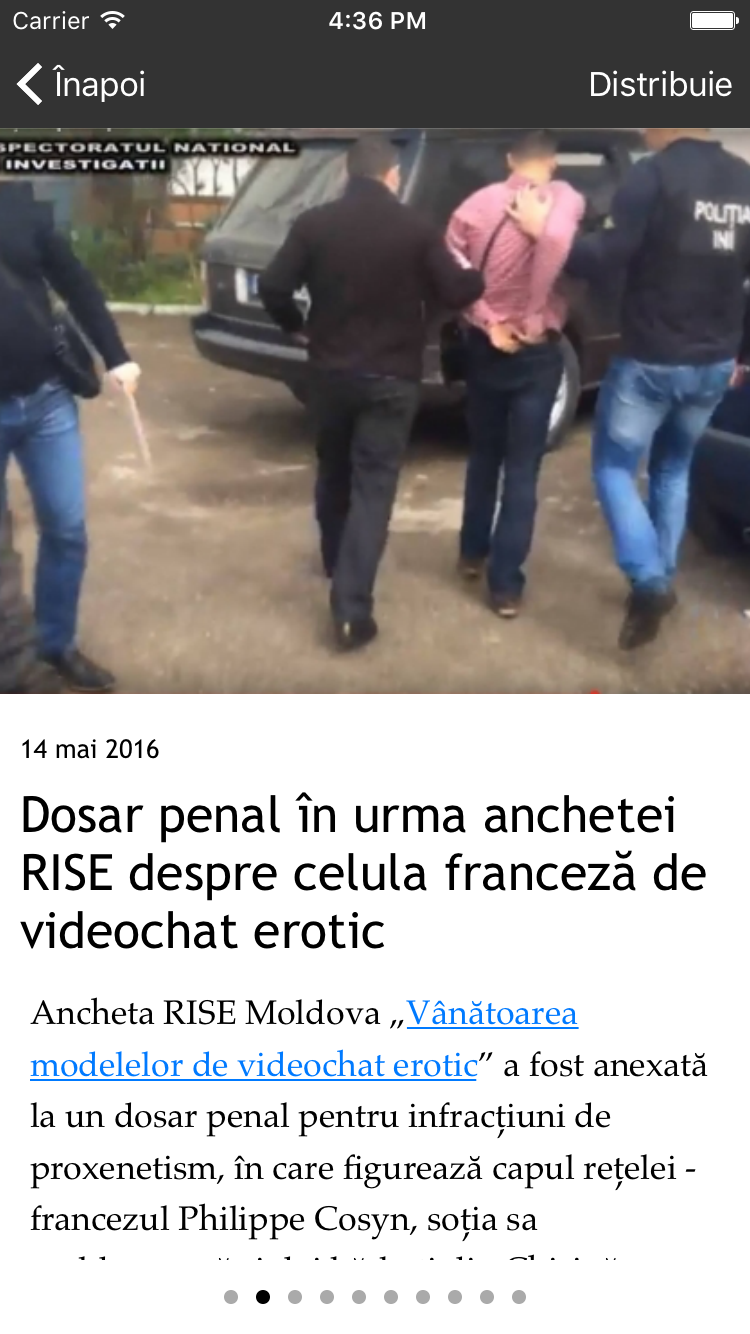 Carrier
4:36 PM
Înapoi
Distribuie
SPECTORATUL NATIONAL
INVESTIGATII
POLIȚIA
INI
14 mai 2016
Dosar penal în urma anchetei
RISE despre celula franceză de
videochat erotic
Ancheta RISE Moldova „Vânătoarea
modelelor de videochat erotic” a fost anexată
la un dosar penal pentru infracțiuni de
proxenetism, în care figurează capul rețelei -
francezul Philippe Cosyn, soția sa